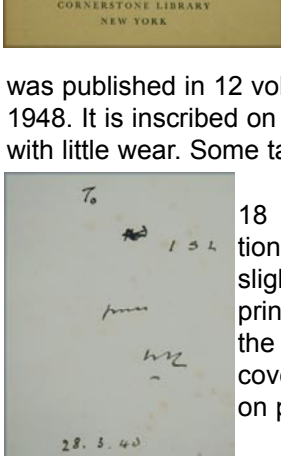 CORNERSTONE LIBRARY
NEW YORK
was published in 12 vol
1948. It is inscribed on
with little wear. Some ta
To
18
tion
sligh
from
prin
the
cove
on p
28. 3. 40